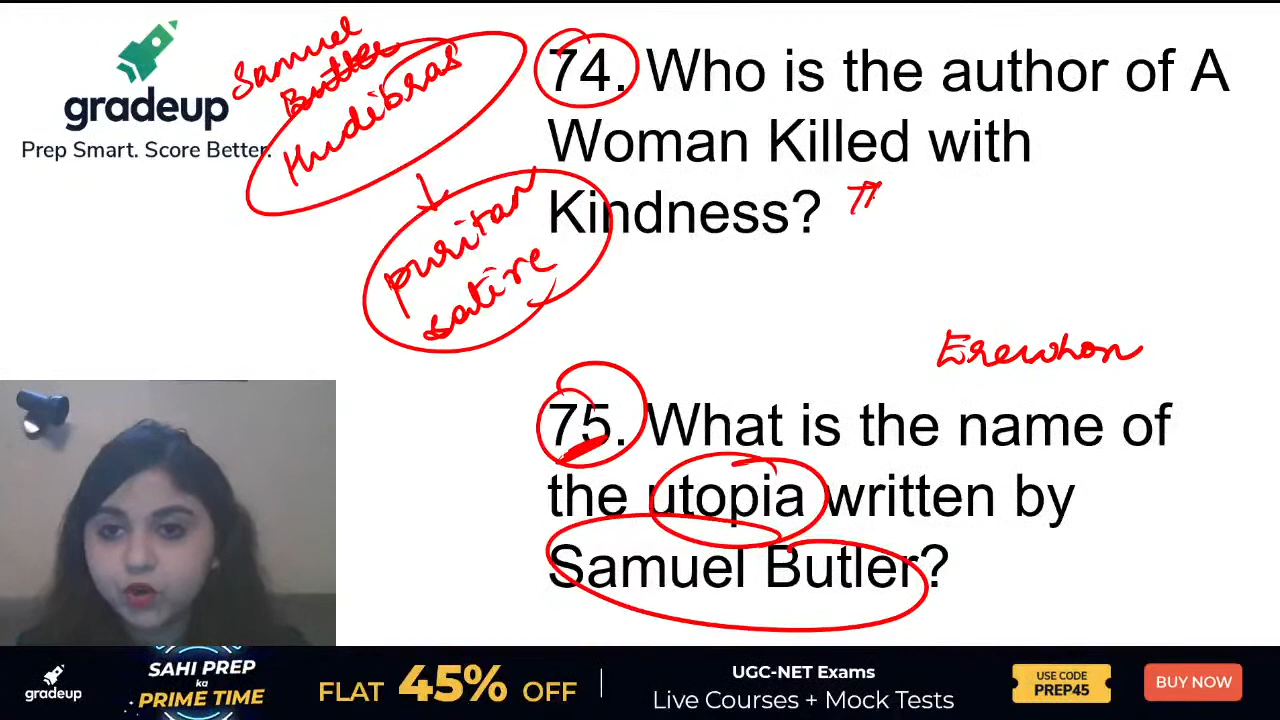 Samuel
Butler
Hudibras
puritan
satire
gradeup
Prep Smart. Score Better.
74. Who is the author of A
Woman Killed with
Kindness?
Erewhon
75. What is the name of
the utopia written by
Samuel Butler?
gradeup
SAHI PREP
ka
PRIME TIME
FLAT 45% OFF
UGC-NET Exams
Live Courses + Mock Tests
USE CODE
PREP45
BUY NOW